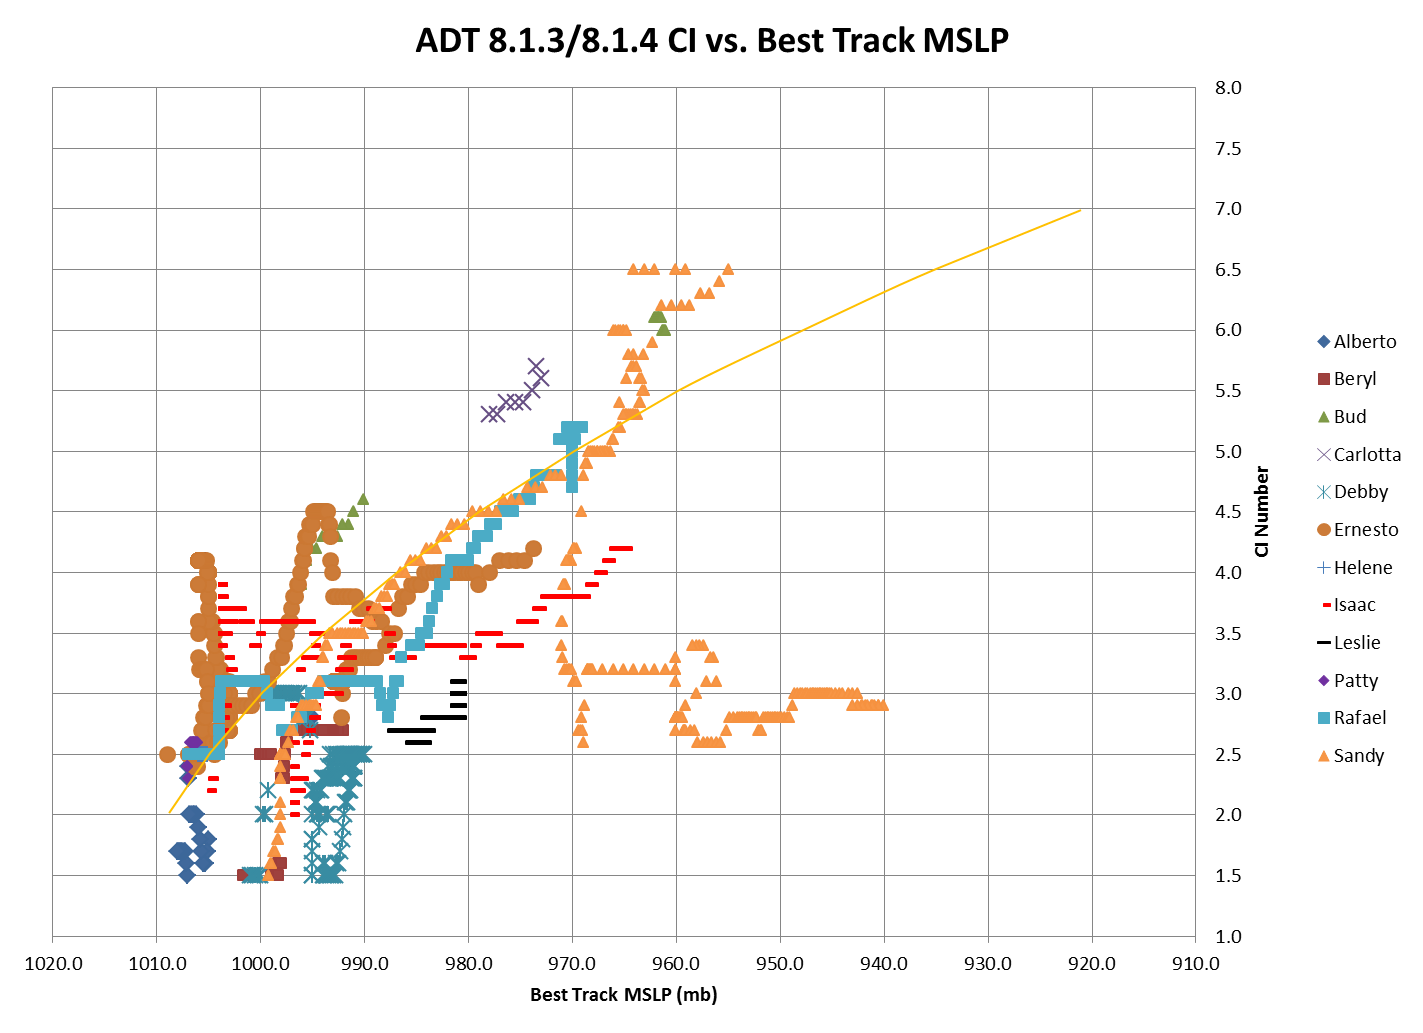 ADT 8.1.3/8.1.4 CI vs. Best Track MSLP
8.0
7.5
7.0
6.5
6.0
5.5
5.0
4.5
4.0
3.5
3.0
2.5
2.0
1.5
1.0
CI Number
1020.0 1010.0 1000.0 990.0 980.0 970.0 960.0 950.0 940.0 930.0 920.0 910.0
Best Track MSLP (mb)
Alberto
Beryl
Bud
Carlotta
Debby
Ernesto
Helene
Isaac
Leslie
Patty
Rafael
Sandy